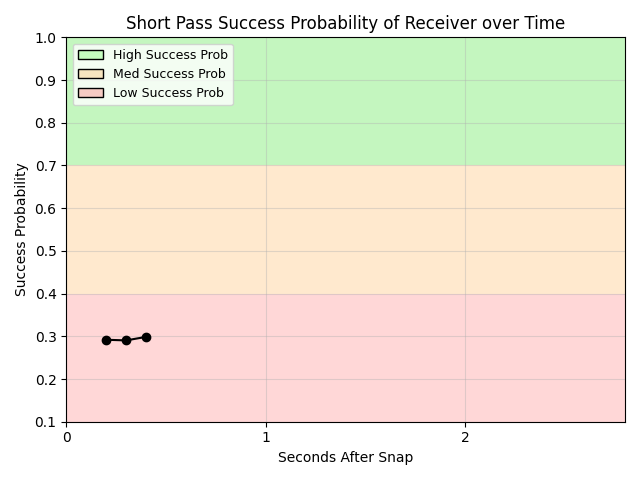 Short Pass Success Probability of Receiver over Time
1.0
0.9
0.8
0.7
0.6
0.5
0.4
0.3
0.2
0.1
Success Probability
High Success Prob
Med Success Prob
Low Success Prob
0
1
2
Seconds After Snap